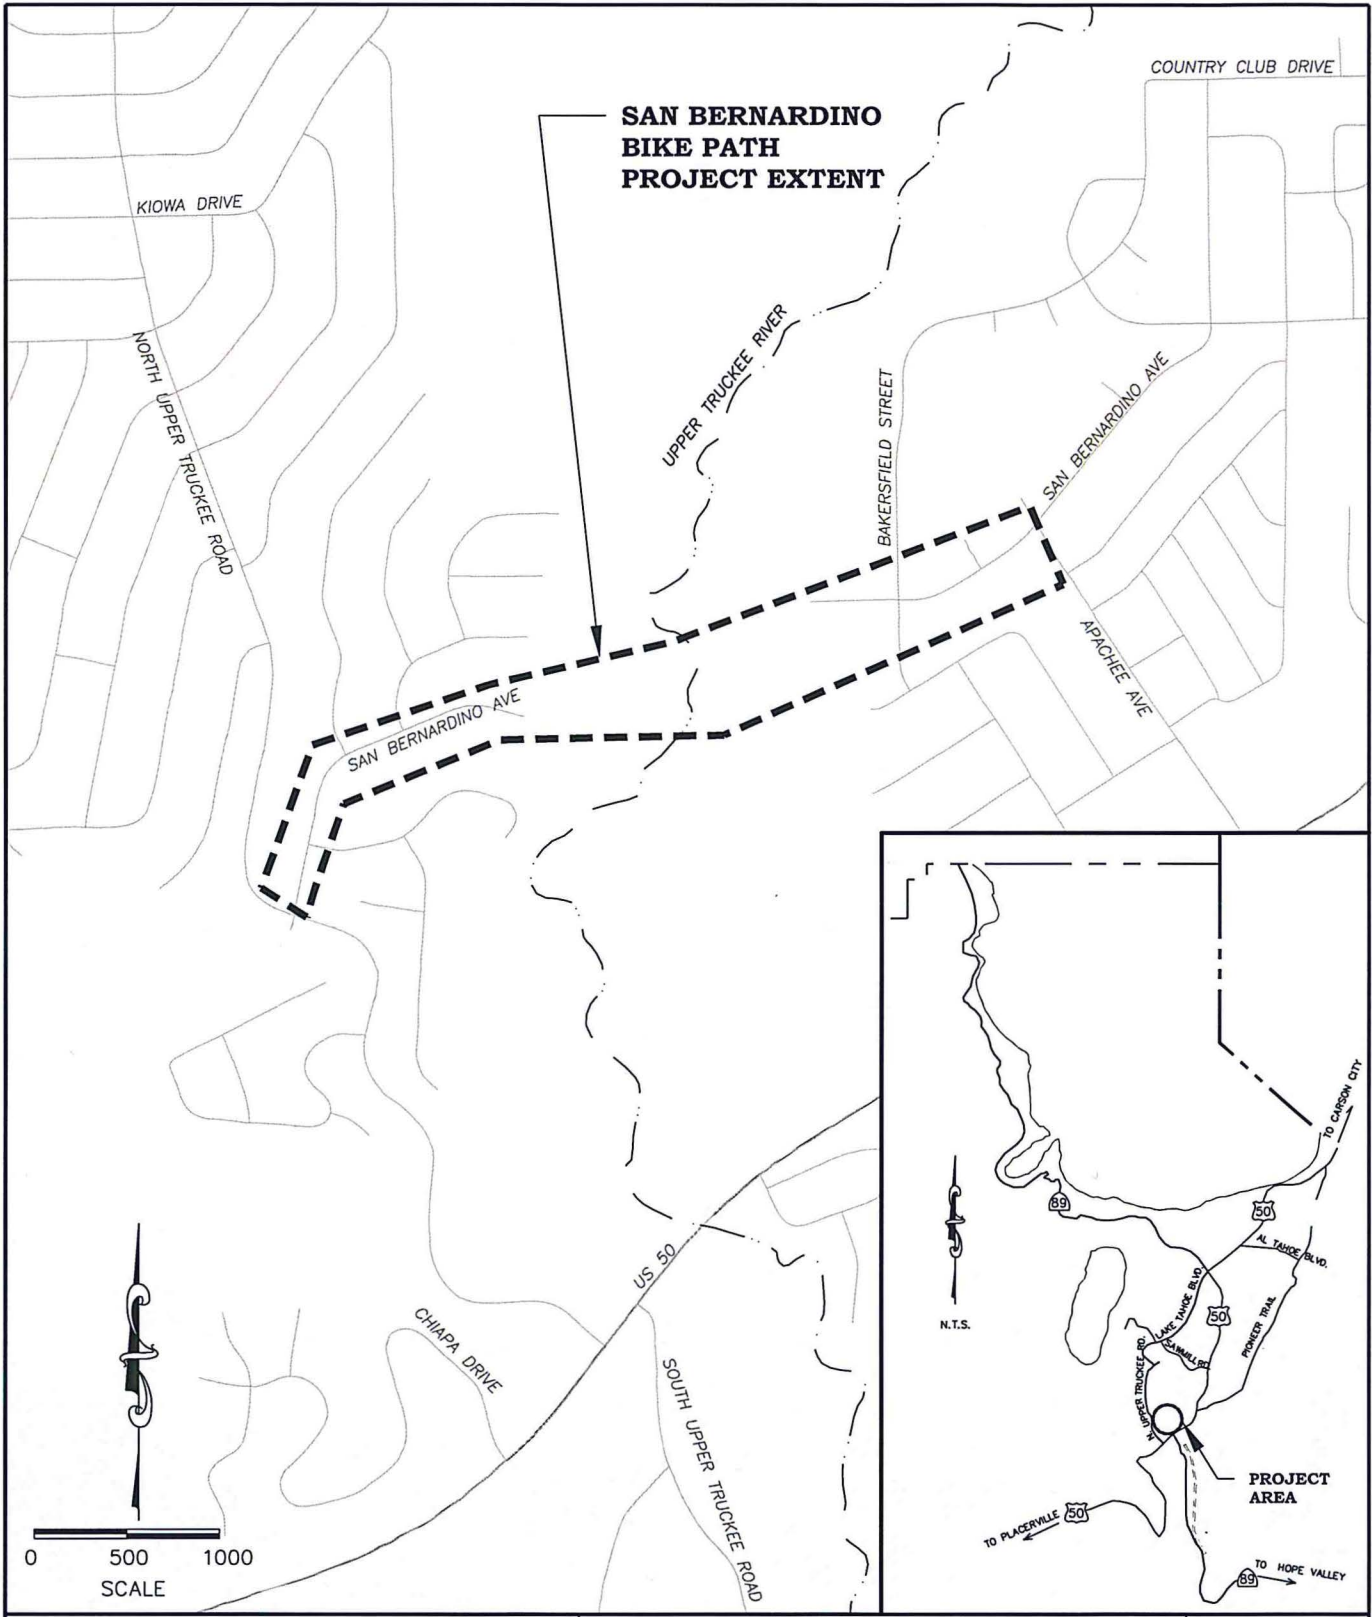 COUNTRY CLUB DRIVE
SAN BERNARDINO
BIKE PATH
PROJECT EXTENT
KIOWA DRIVE
NORTH UPPER TRUCKEE ROAD
UPPER TRUCKEE RIVER
BAKERSFIELD STREET
SAN BERNARDINO AVE
APACHEE AVE
SAN BERNARDINO AVE
US 50
CHIAPA DRIVE
SOUTH UPPER TRUCKEE ROAD
0 500 1000
SCALE
TO CARSON CITY
89
50
AL TAHOE BLVD.
N.T.S.
LAKE TAHOE BLVD.
50
SAWMILL RD.
PIONEER TRAIL
N. UPPER TRUCKEE RD.
PROJECT
AREA
TO PLACERVILLE
50
89
TO HOPE VALLEY